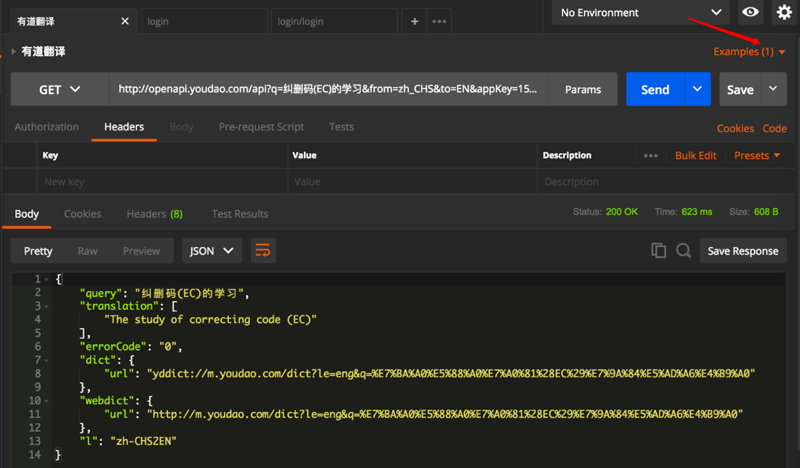 有道翻译
login
login/login
No Environment
有道翻译
Examples (1)
GET
http://openapi.youdao.com/api?q=纠删码(EC)的学习&from=zh_CHS&to=EN&appKey=15...
Params
Send
Save
Authorization
Headers
Body
Pre-request Script
Tests
Cookies
Code
Key
Value
Description
Bulk Edit
Presets
New key
Value
Description
Body
Cookies
Headers (8)
Test Results
Status: 200 OK
Time: 623 ms
Size: 608 B
Pretty
Raw
Preview
JSON
Save Response
1 {
2 "query": "纠删码(EC)的学习",
3 "translation": [
4 "The study of correcting code (EC)"
5 ],
6 "errorCode": "0",
7 "dict": {
8 "url": "yddict://m.youdao.com/dict?le=eng&q=%E7%BA%A0%E5%88%A0%E7%A0%81%28EC%29%E7%9A%84%E5%AD%A6%E4%B9%A0"
9 },
10 "webdict": {
11 "url": "http://m.youdao.com/dict?le=eng&q=%E7%BA%A0%E5%88%A0%E7%A0%81%28EC%29%E7%9A%84%E5%AD%A6%E4%B9%A0"
12 },
13 "l": "zh-CHS2EN"
14 }